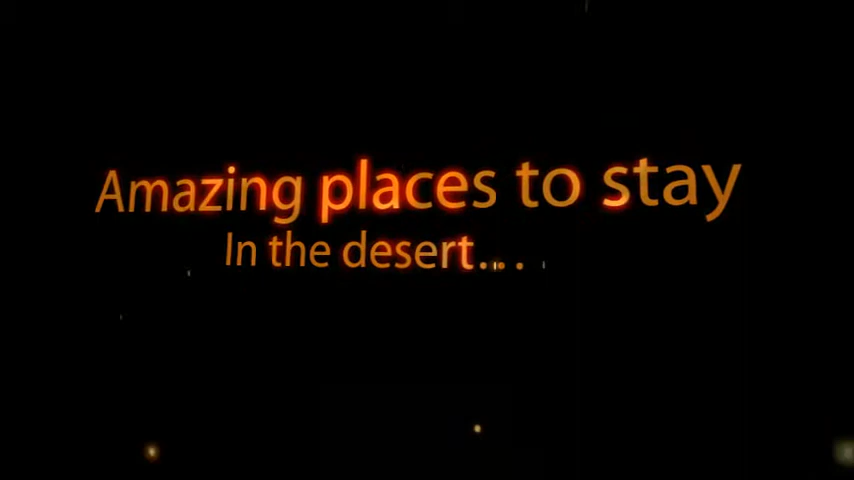 Amazing places to stay
In the desert....